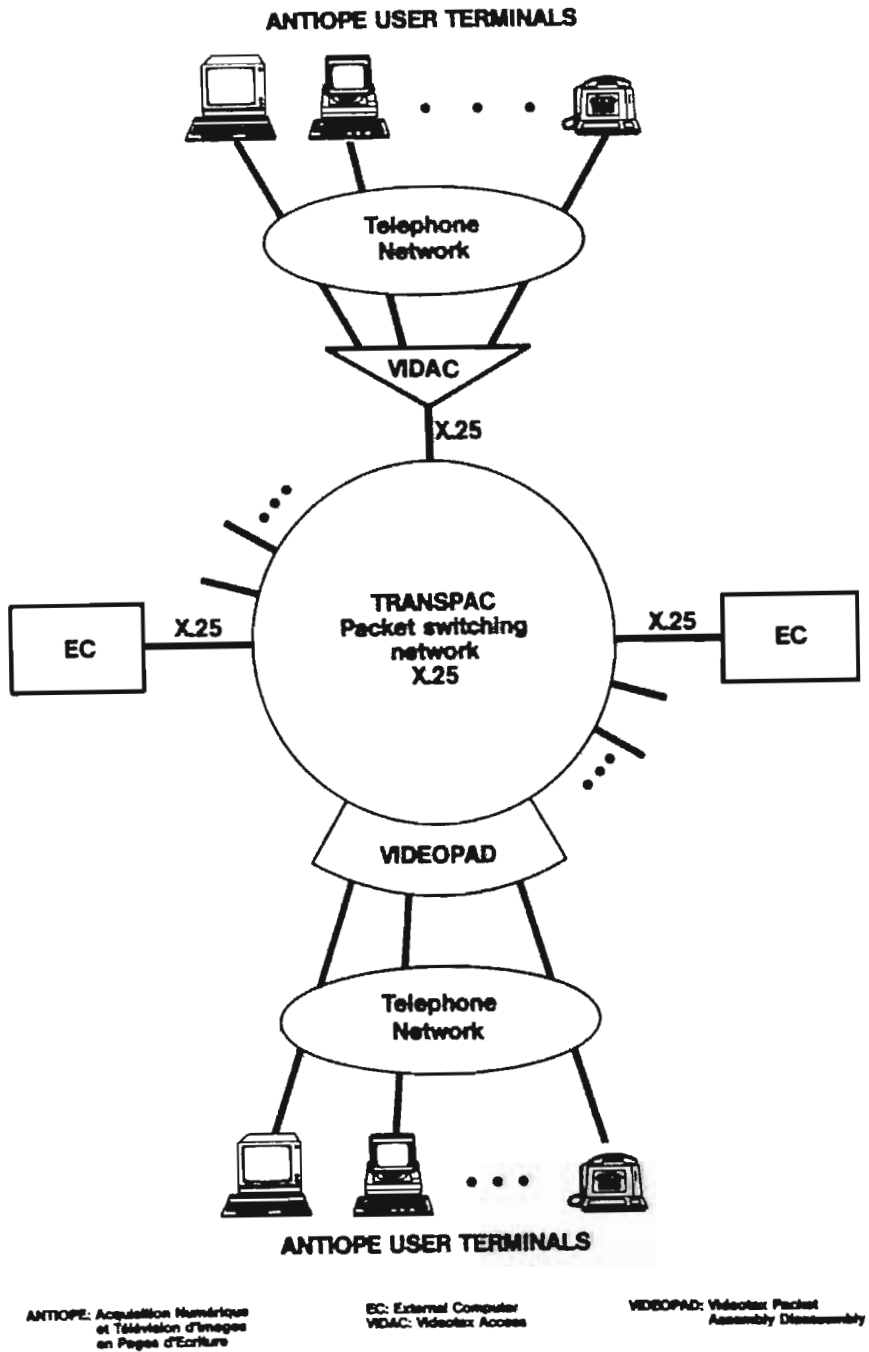 ANTIOPE USER TERMINALS
Telephone
Network
VIDAC
X.25
TRANSPAC
Packet switching
network
X.25
EC
X.25
X.25
EC
VIDEOPAD
Telephone
Network
ANTIOPE USER TERMINALS
ANTIOPE: Acquisition Numérique
et Télévision d'Images
en Pages d'Ecriture
EC: External Computer
VIDAC: Videotex Access
VIDEOPAD: Videotex Packet
Assembly Disassembly